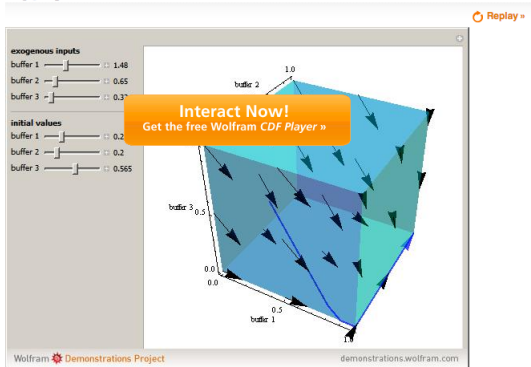 Replay »
exogenous inputs
buffer 1 1.48
buffer 2 0.65
buffer 3
initial values
buffer 1
buffer 2 0.2
buffer 3 0.565
Interact Now!
Get the free Wolfram CDF Player »
buffer 2
1.0
buffer 3
0.5
0.0
0.0
0.5
buffer 1
1.0
Wolfram Demonstrations Project
demonstrations.wolfram.com